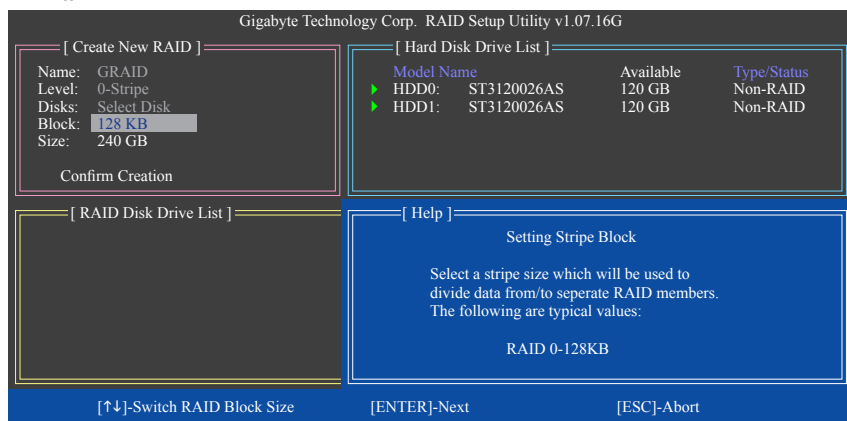 Gigabyte Technology Corp. RAID Setup Utility v1.07.16G
[ Create New RAID ]
Name: GRAID
Level: 0-Stripe
Disks: Select Disk
Block: 128 KB
Size: 240 GB
Confirm Creation
[ Hard Disk Drive List ]
Model Name Available Type/Status
HDD0: ST3120026AS 120 GB Non-RAID
HDD1: ST3120026AS 120 GB Non-RAID
[ RAID Disk Drive List ]
[ Help ]
Setting Stripe Block
Select a stripe size which will be used to
divide data from/to seperate RAID members.
The following are typical values:
RAID 0-128KB
[↑↓]-Switch RAID Block Size [ENTER]-Next [ESC]-Abort